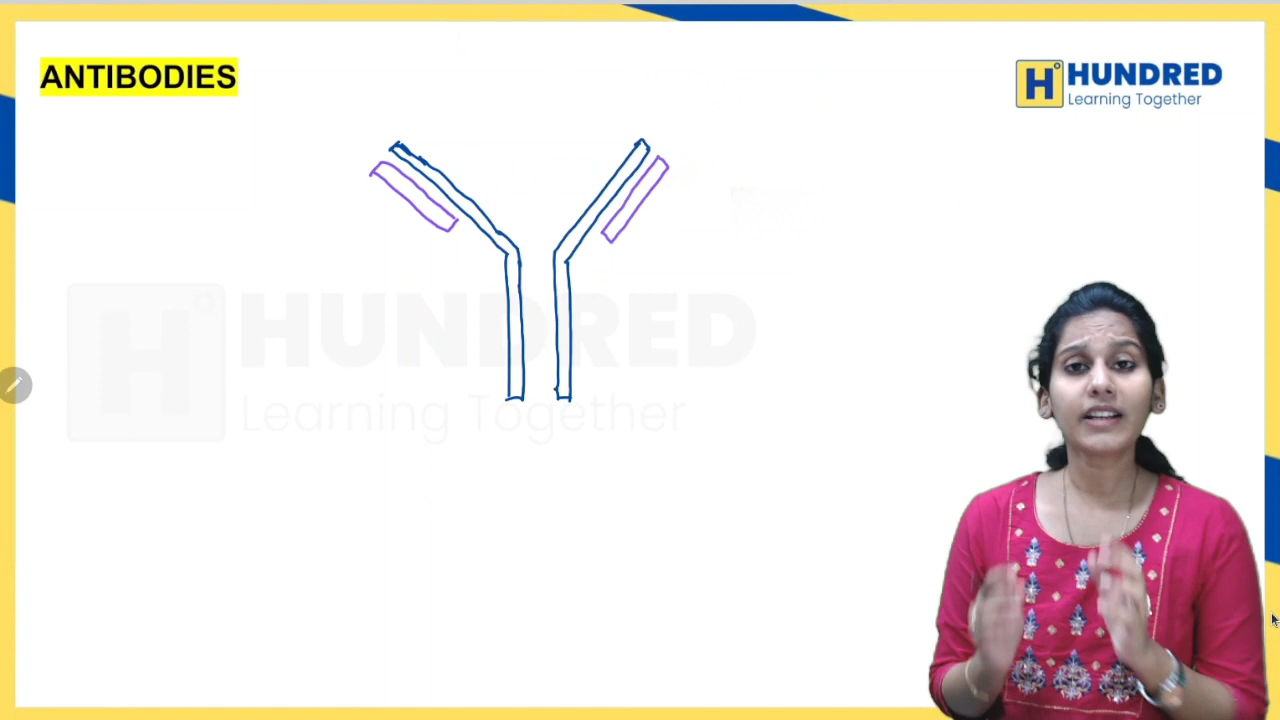 ANTIBODIES
HUNDRED
Learning Together
HUNDRED
Learning Together